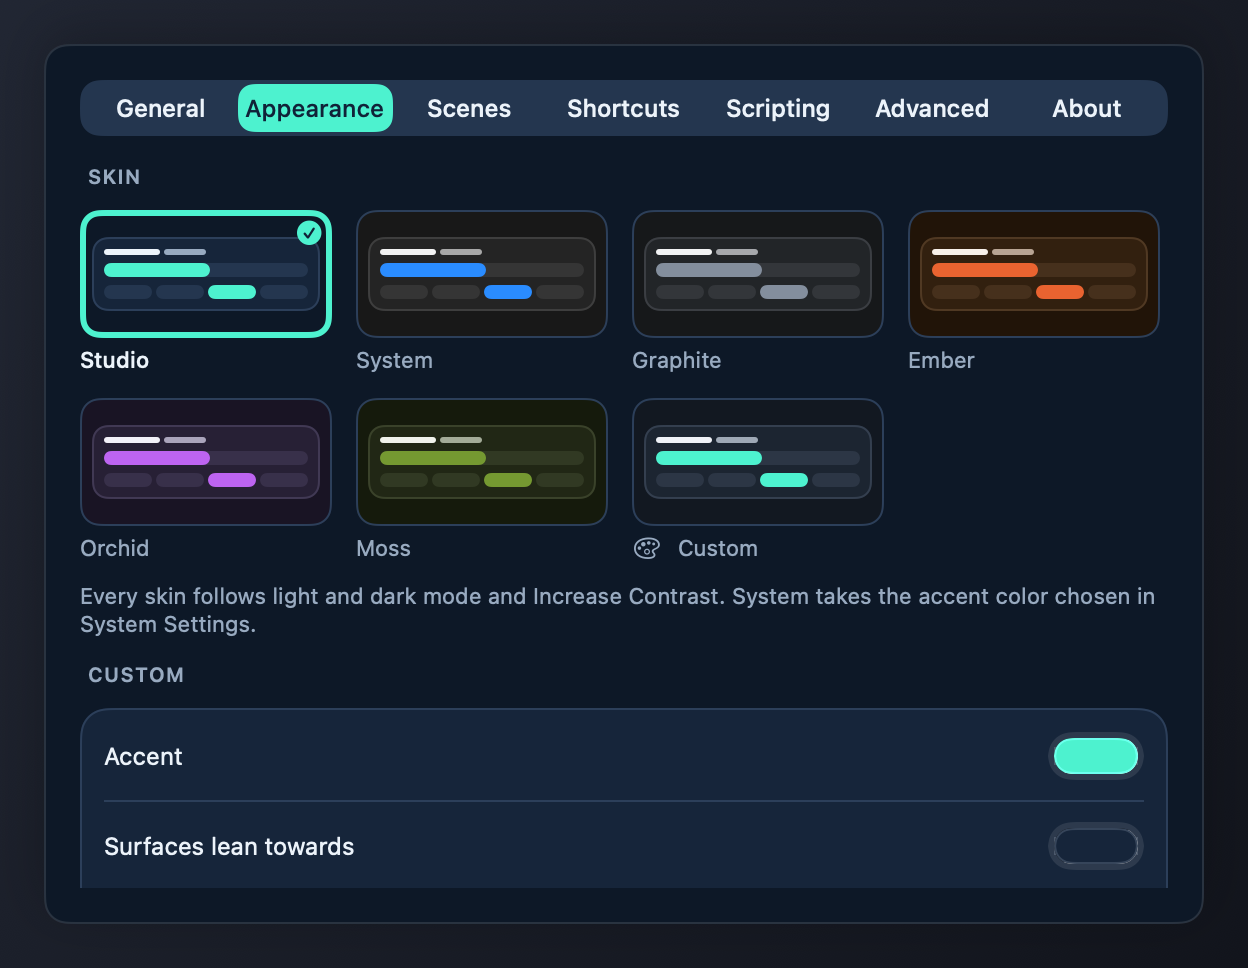 General Appearance Scenes Shortcuts Scripting Advanced About
SKIN
Studio System Graphite Ember
Orchid Moss Custom
Every skin follows light and dark mode and Increase Contrast. System takes the accent color chosen in
System Settings.
CUSTOM
Accent
Surfaces lean towards